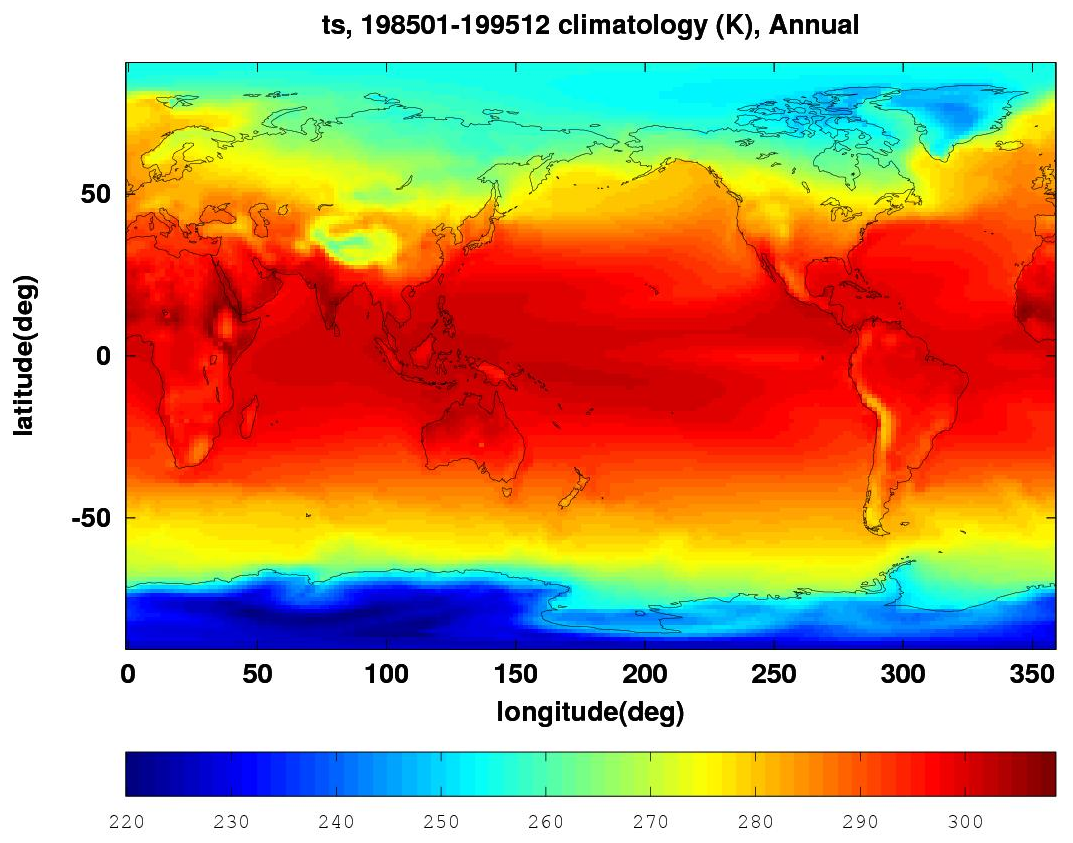 ts, 198501-199512 climatology (K), Annual
latitude(deg)
50
0
-50
0 50 100 150 200 250 300 350
longitude(deg)
220 230 240 250 260 270 280 290 300